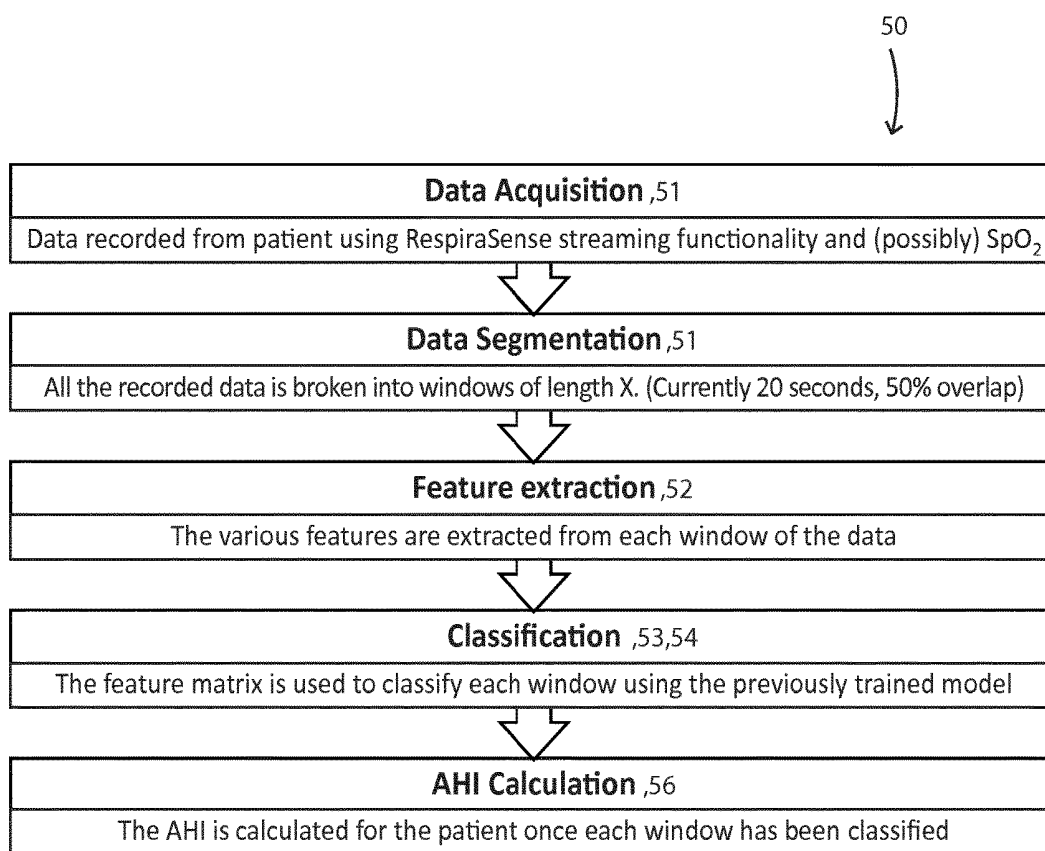 50
Data Acquisition ,51
Data recorded from patient using RespiraSense streaming functionality and (possibly) SpO₂
Data Segmentation ,51
All the recorded data is broken into windows of length X. (Currently 20 seconds, 50% overlap)
Feature extraction ,52
The various features are extracted from each window of the data
Classification ,53,54
The feature matrix is used to classify each window using the previously trained model
AHI Calculation ,56
The AHI is calculated for the patient once each window has been classified